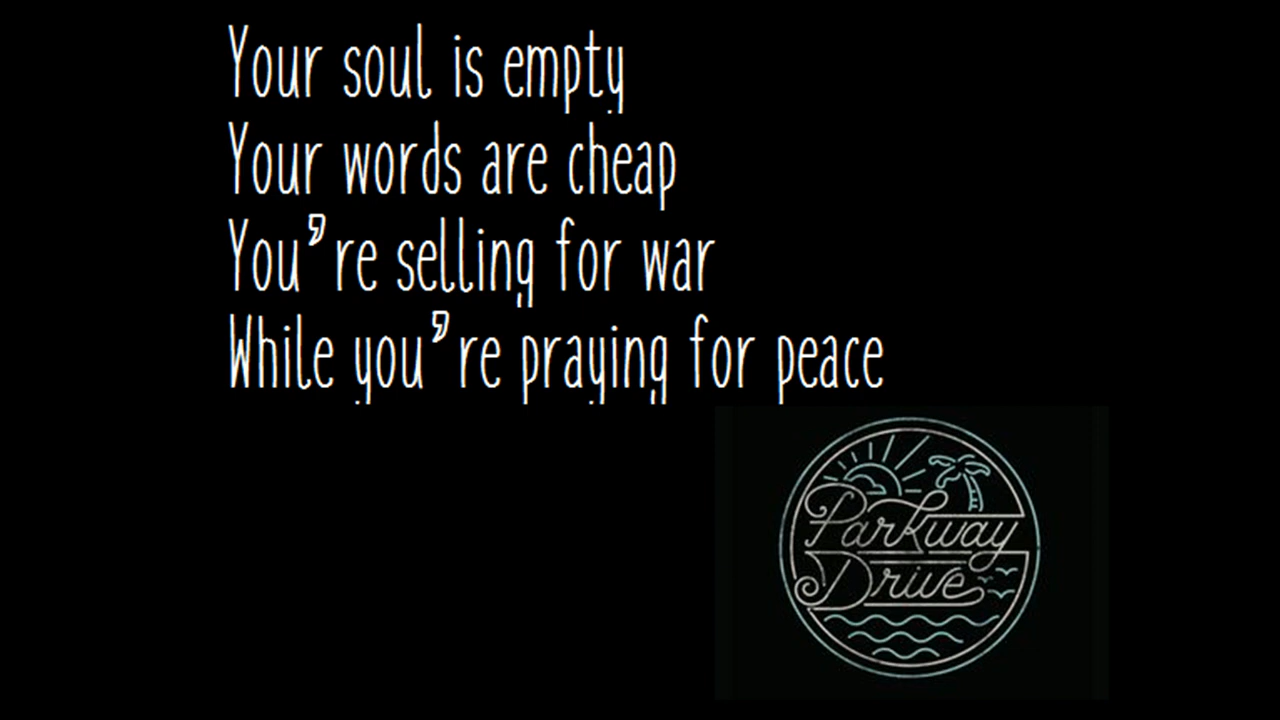 Your soul is empty
Your words are cheap
You’re selling for war
While you’re praying for peace
Parkway
Drive